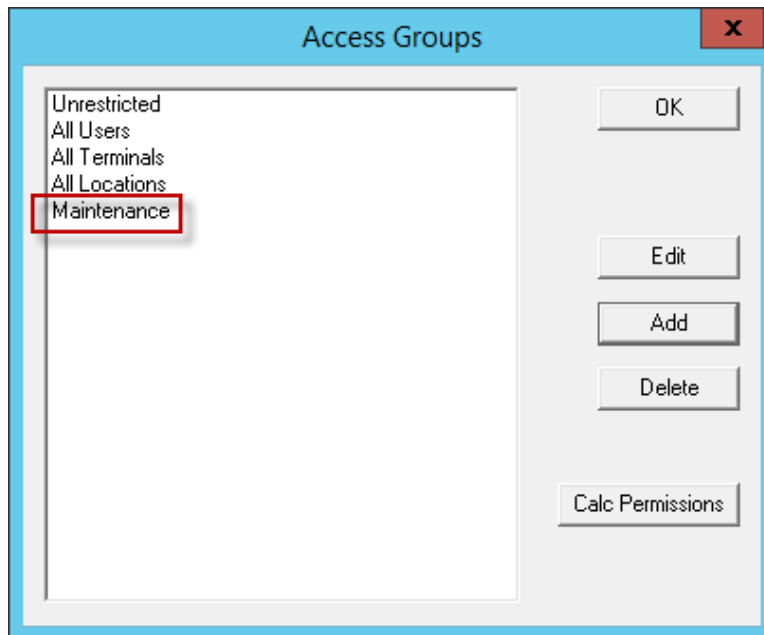 Access Groups
x
Unrestricted
All Users
All Terminals
All Locations
Maintenance
OK
Edit
Add
Delete
Calc Permissions